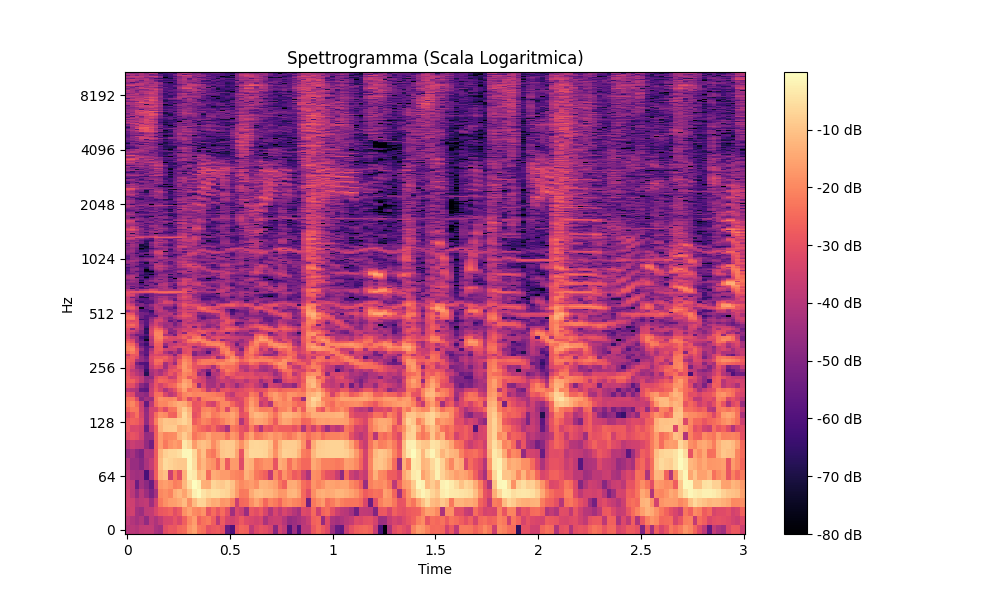 Spettrogramma (Scala Logaritmica)
8192
4096
2048
1024
512
256
128
64
0
Hz
0
0.5
1
1.5
2
2.5
3
Time
-10 dB
-20 dB
-30 dB
-40 dB
-50 dB
-60 dB
-70 dB
-80 dB